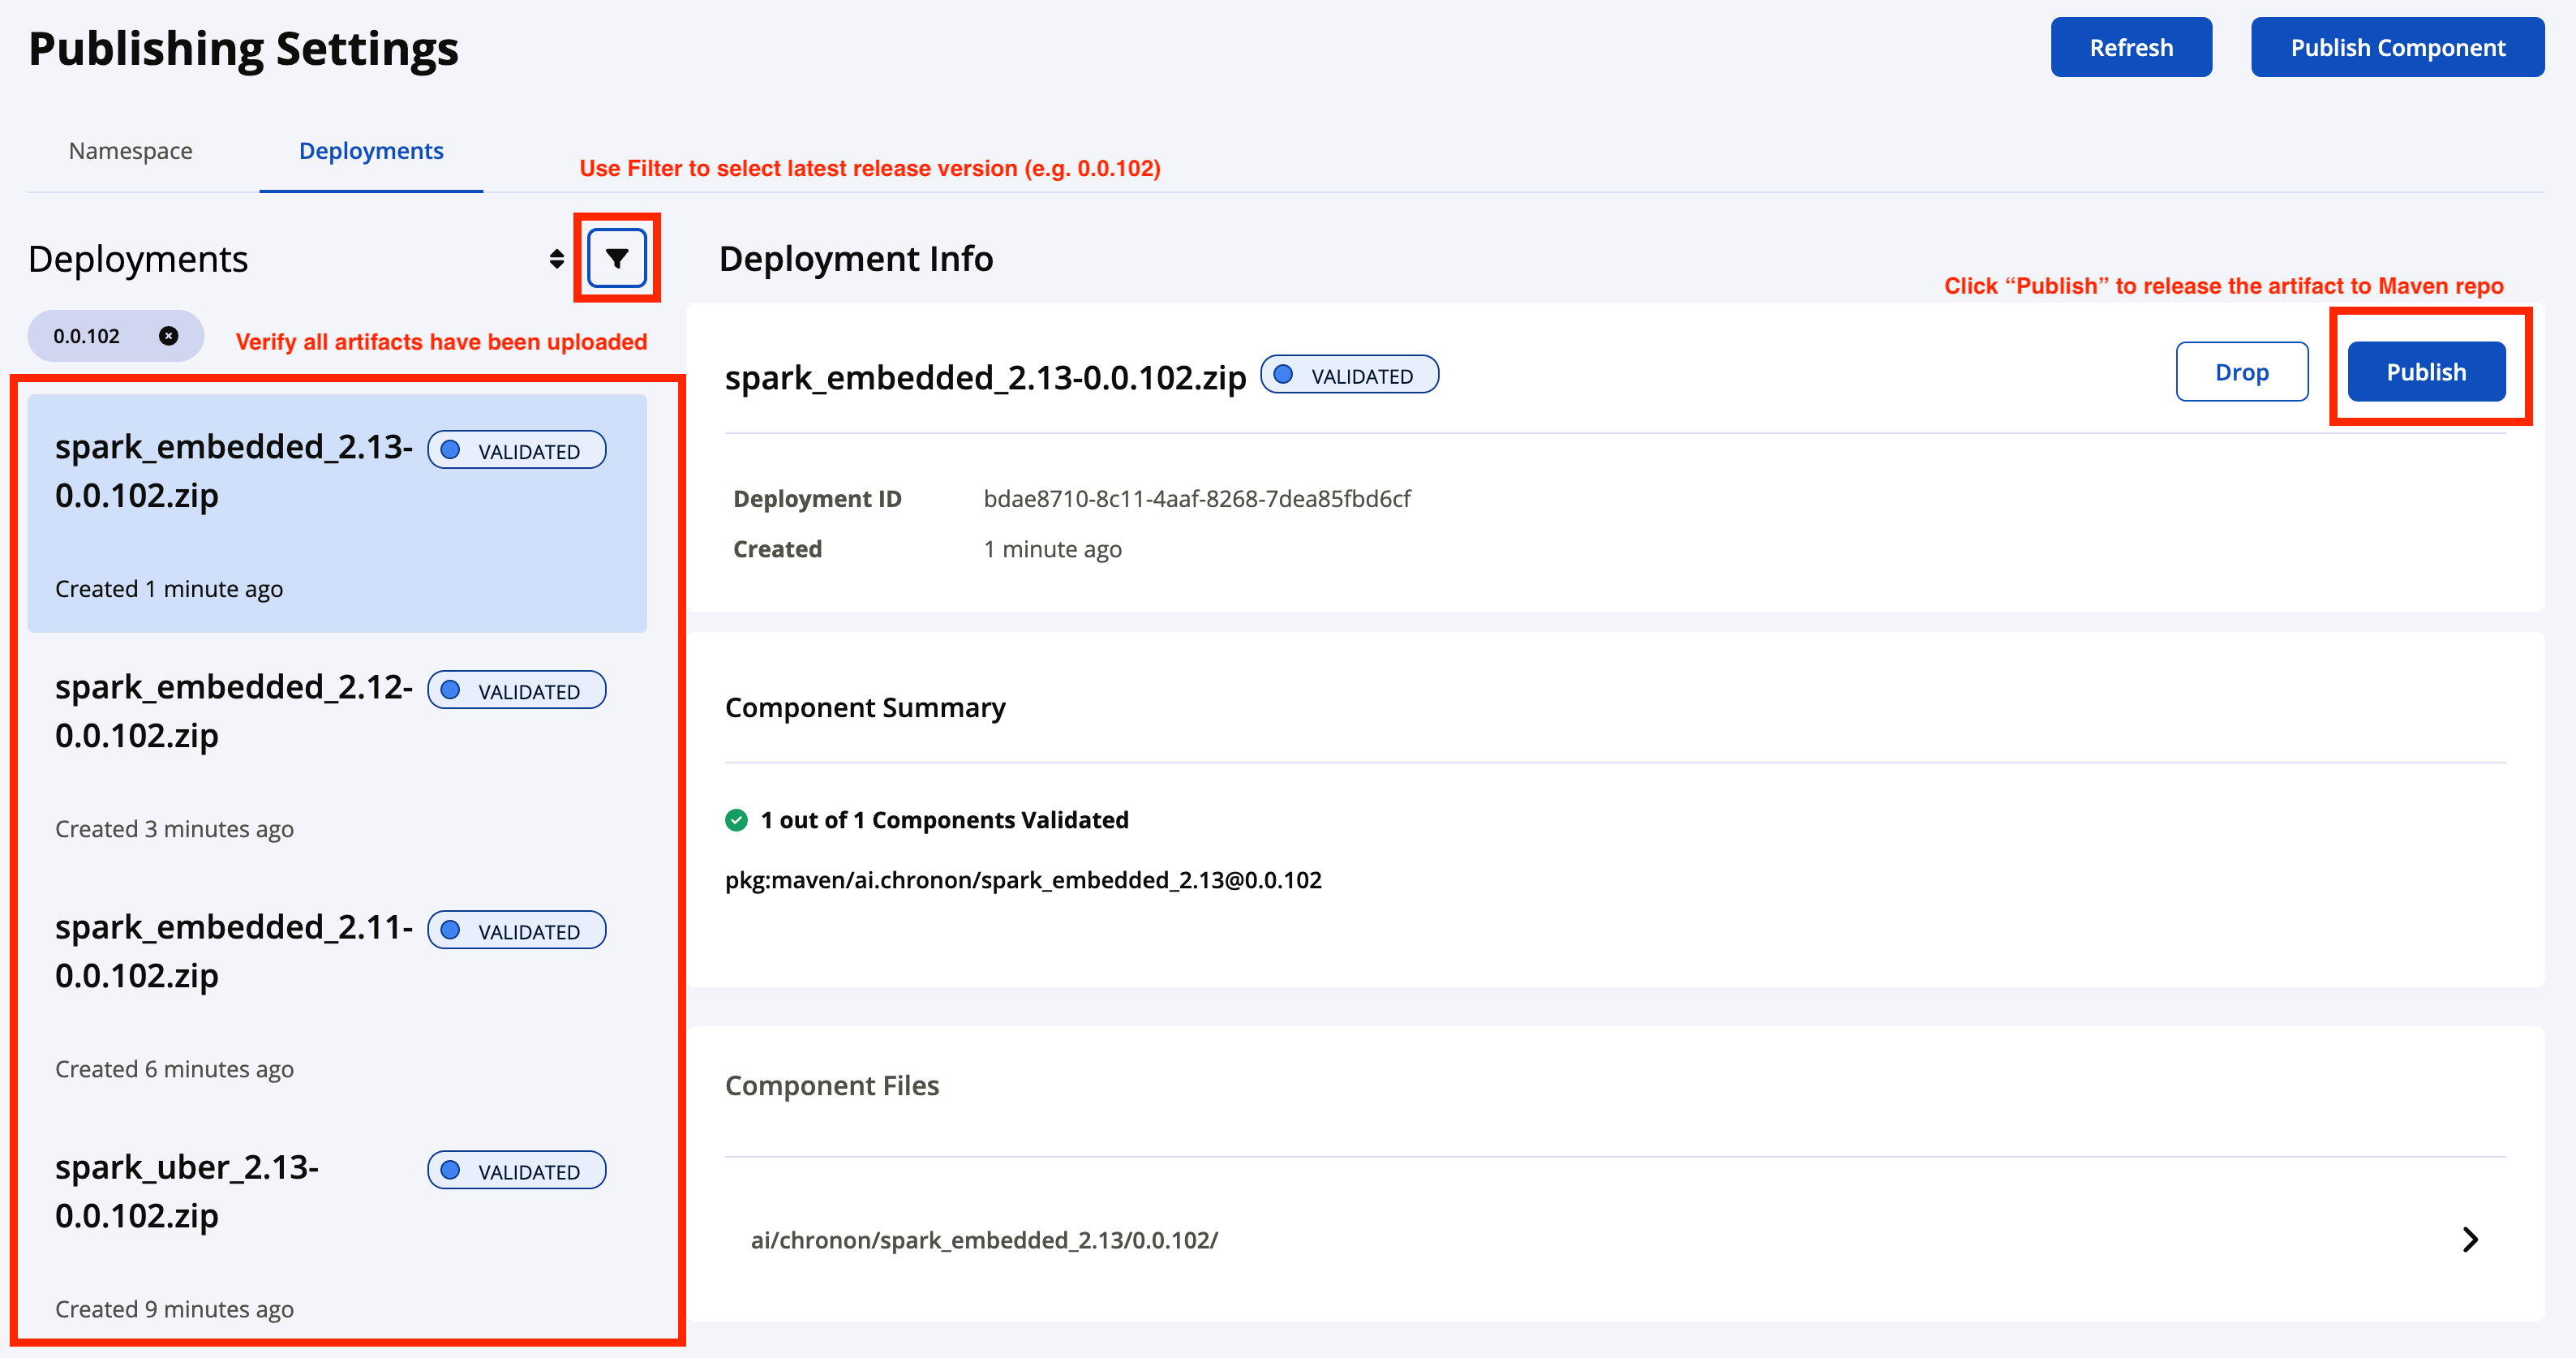 Publishing Settings
Refresh
Publish Component
Namespace
Deployments
Use Filter to select latest release version (e.g. 0.0.102)
Deployments
0.0.102
Verify all artifacts have been uploaded
spark_embedded_2.13-
0.0.102.zip
VALIDATED
Created 1 minute ago
spark_embedded_2.12-
0.0.102.zip
VALIDATED
Created 3 minutes ago
spark_embedded_2.11-
0.0.102.zip
VALIDATED
Created 6 minutes ago
spark_uber_2.13-
0.0.102.zip
VALIDATED
Created 9 minutes ago
Deployment Info
Click “Publish” to release the artifact to Maven repo
spark_embedded_2.13-0.0.102.zip
VALIDATED
Drop
Publish
Deployment ID bdae8710-8c11-4aaf-8268-7dea85fbd6cf
Created 1 minute ago
Component Summary
1 out of 1 Components Validated
pkg:maven/ai.chronon/spark_embedded_2.13@0.0.102
Component Files
ai/chronon/spark_embedded_2.13/0.0.102/